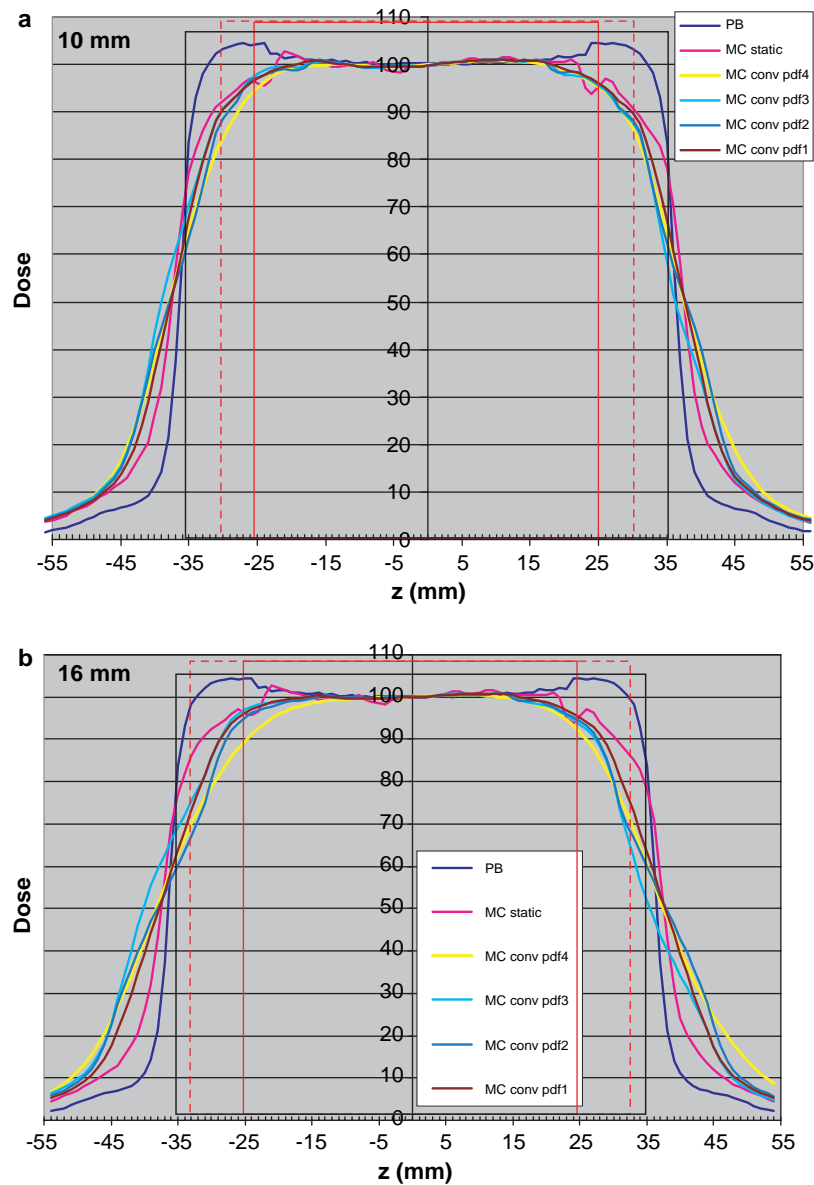 a
10 mm
110
100
90
80
70
60
50
40
30
20
10
0
Dose
-55 -45 -35 -25 -15 -5 5 15 25 35 45 55
z (mm)
PB
MC static
MC conv pdf4
MC conv pdf3
MC conv pdf2
MC conv pdf1
b
16 mm
110
100
90
80
70
60
50
40
30
20
10
0
Dose
-55 -45 -35 -25 -15 -5 5 15 25 35 45 55
z (mm)
PB
MC static
MC conv pdf4
MC conv pdf3
MC conv pdf2
MC conv pdf1